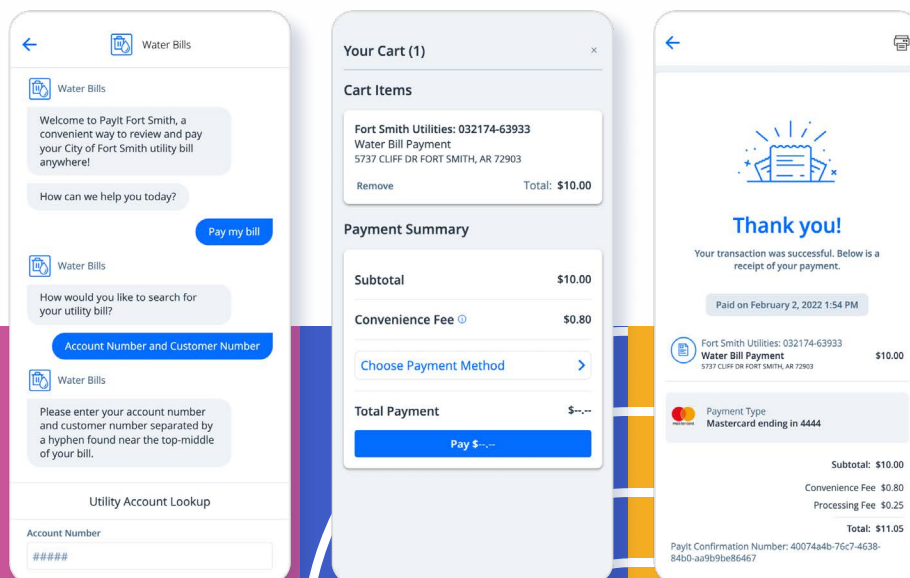 Water Bills
Water Bills
Welcome to PayIt Fort Smith, a
convenient way to review and pay
your City of Fort Smith utility bill
anywhere!
How can we help you today?
Pay my bill
Water Bills
How would you like to search for
your utility bill?
Account Number and Customer Number
Water Bills
Please enter your account number
and customer number separated by
a hyphen found near the top-middle
of your bill.
Utility Account Lookup
Account Number
#####
Your Cart (1) ×
Cart Items
Fort Smith Utilities: 032174-63933
Water Bill Payment
5737 CLIFF DR FORT SMITH, AR 72903
Remove Total: $10.00
Payment Summary
Subtotal $10.00
Convenience Fee $0.80
Choose Payment Method
Total Payment $--.--
Pay $--.--
Thank you!
Your transaction was successful. Below is a
receipt of your payment.
Paid on February 2, 2022 1:54 PM
Fort Smith Utilities: 032174-63933
Water Bill Payment $10.00
5737 CLIFF DR FORT SMITH, AR 72903
Payment Type
Mastercard ending in 4444
Subtotal: $10.00
Convenience Fee $0.80
Processing Fee $0.25
Total: $11.05
PayIt Confirmation Number: 40074a4b-76c7-4638-
84b0-aa9b9be86467